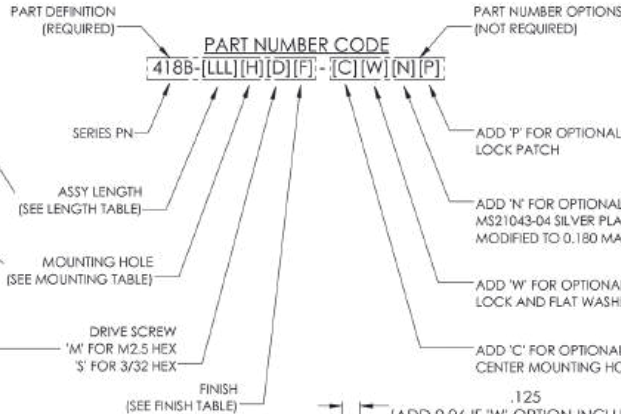 PART DEFINITION
(REQUIRED)
PART NUMBER OPTIONS
(NOT REQUIRED)
PART NUMBER CODE
418B-[LLL][H][D][F] - [C][W][N][P]
SERIES PN
ADD 'P' FOR OPTIONAL
LOCK PATCH
ASSY LENGTH
(SEE LENGTH TABLE)
ADD 'N' FOR OPTIONAL
MS21043-04 SILVER PLA
MODIFIED TO 0.180 MA
MOUNTING HOLE
(SEE MOUNTING TABLE)
ADD 'W' FOR OPTIONAL
LOCK AND FLAT WASH
DRIVE SCREW
'M' FOR M2.5 HEX
'S' FOR 3/32 HEX
ADD 'C' FOR OPTIONAL
CENTER MOUNTING HO
FINISH
(SEE FINISH TABLE)
.125
(ADD 0.06 IF 'W' OPTION INCLU